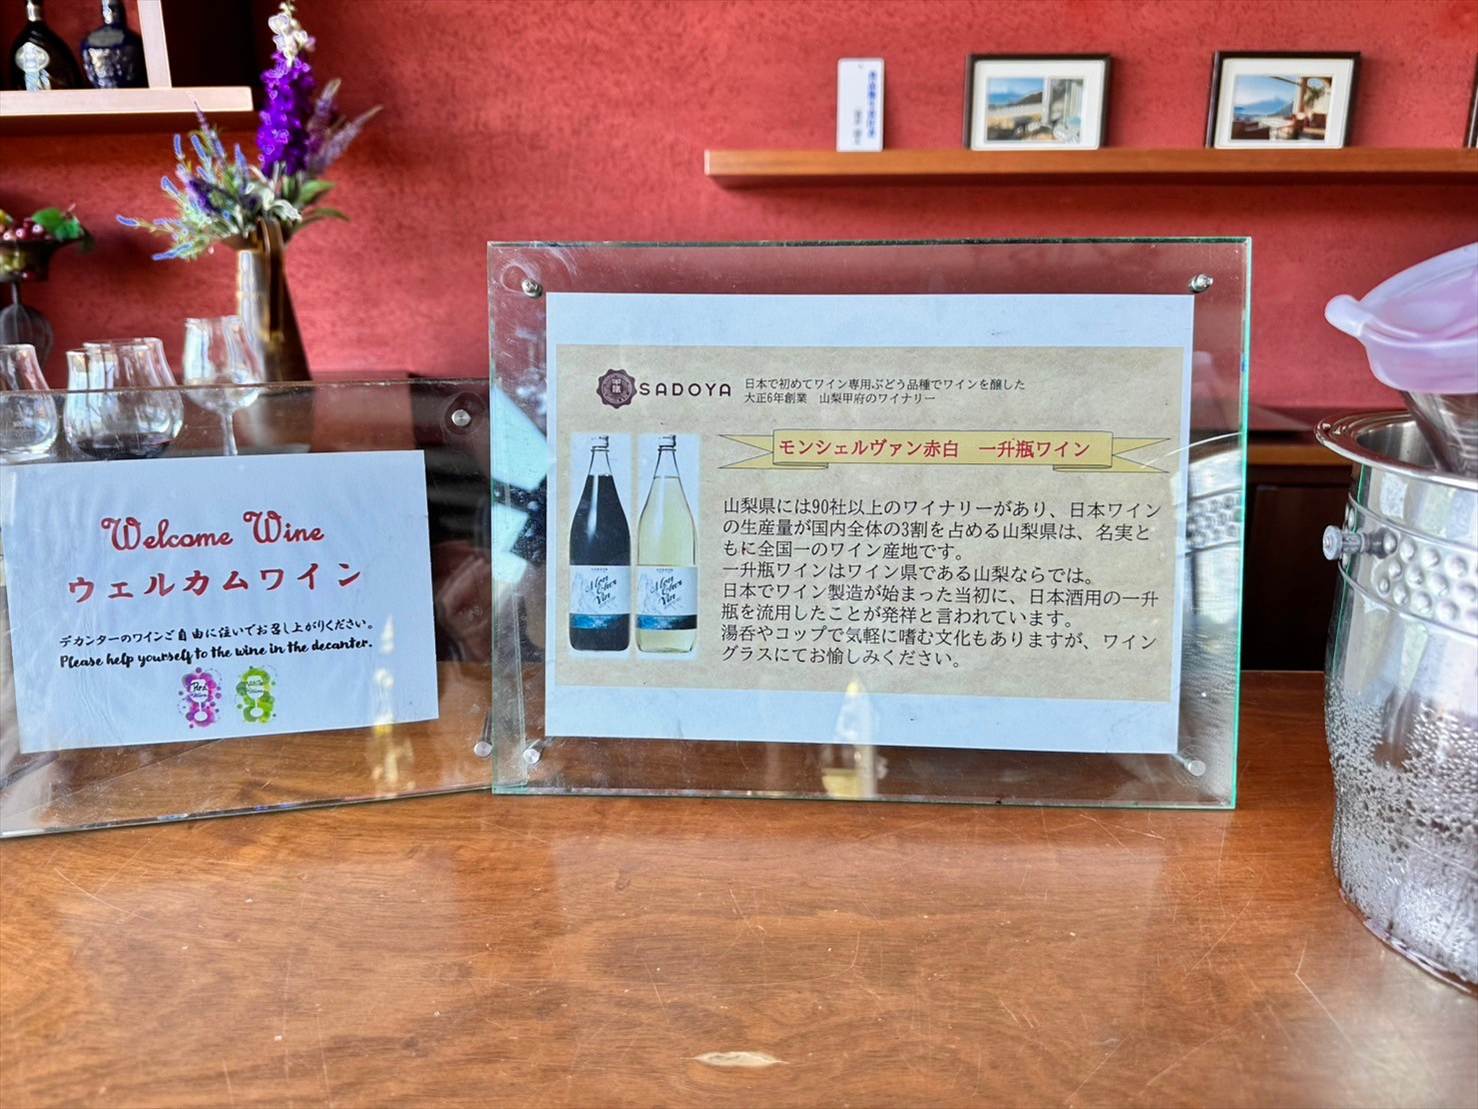 Welcome Wine
ウェルカムワイン
デカンターのワインご自由に注いでお召し上がりください。
Please help yourself to the wine in the decanter.
SADOYA
日本で初めてワイン専用ぶどう品種でワインを醸した
大正6年創業　山梨甲府のワイナリー
モンシェルヴァン赤白　一升瓶ワイン
山梨県には90社以上のワイナリーがあり、日本ワイン
の生産量が国内全体の3割を占める山梨県は、名実と
もに全国一のワイン産地です。
一升瓶ワインはワイン県である山梨ならでは。
日本でワイン製造が始まった当初に、日本酒用の一升
瓶を流用したことが発祥と言われています。
湯呑やコップで気軽に嗜む文化もありますが、ワイン
グラスにてお愉しみください。
Mon
Cher
Vin
Mon
Cher
Vin